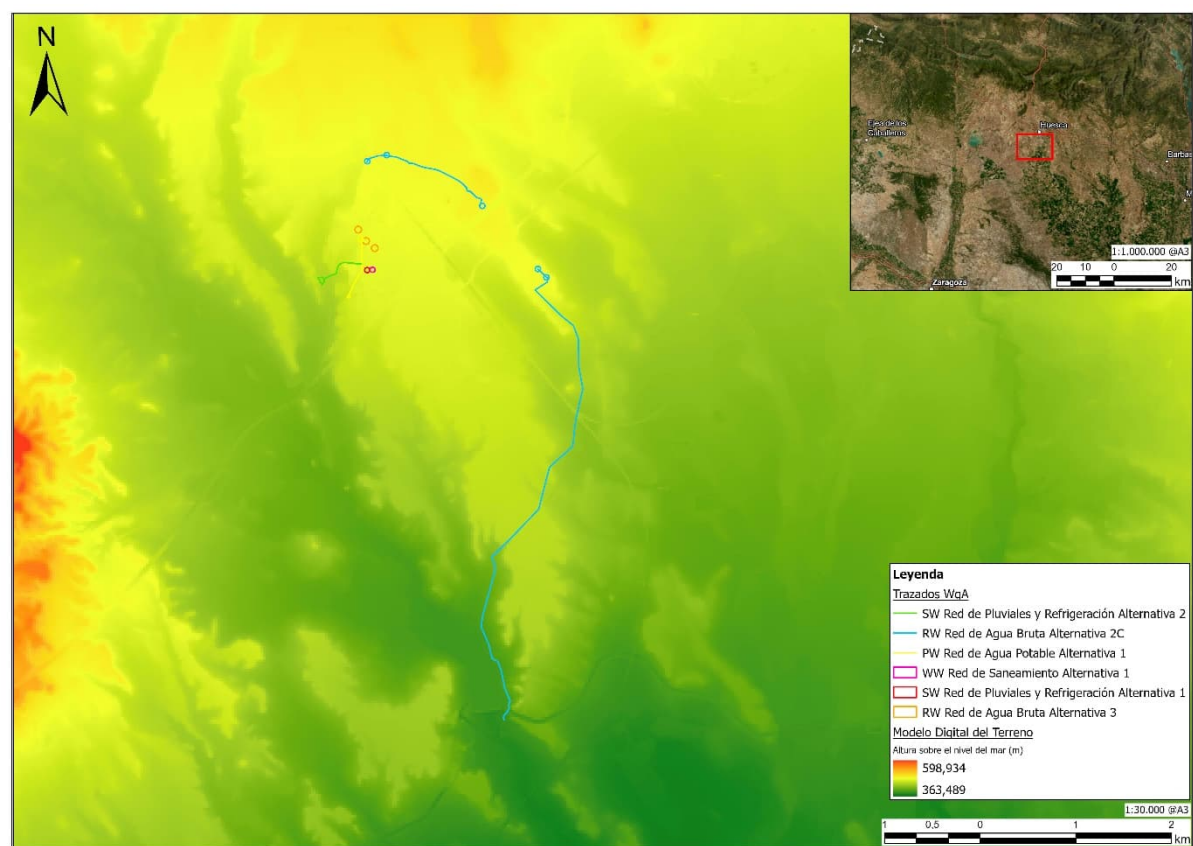 N
Ejea de los
Caballeros
Huesca
Barbas
M
Zaragoza
1:1.000.000 @A3
20 10 0 10 20
km
Leyenda
Trazados WqA
SW Red de Pluviales y Refrigeración Alternativa 2
RW Red de Agua Bruta Alternativa 2C
PW Red de Agua Potable Alternativa 1
WW Red de Saneamiento Alternativa 1
SW Red de Pluviales y Refrigeración Alternativa 1
RW Red de Agua Bruta Alternativa 3
Modelo Digital del Terreno
Altura sobre el nivel del mar (m)
598,934
363,489
1:30.000 @A3
1 0,5 0 1 2
km